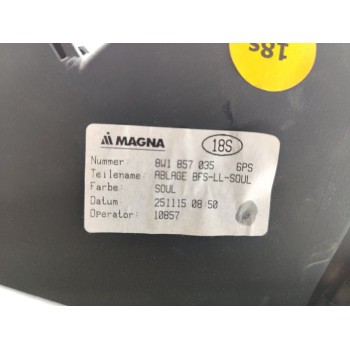 18s
MAGNA 18S
Nummer: 8W1 857 035 6PS
Teilename: ABLAGE BFS-LL-SOUL
Farbe: SOUL
Datum: 251115 08:50
Operator: 10857